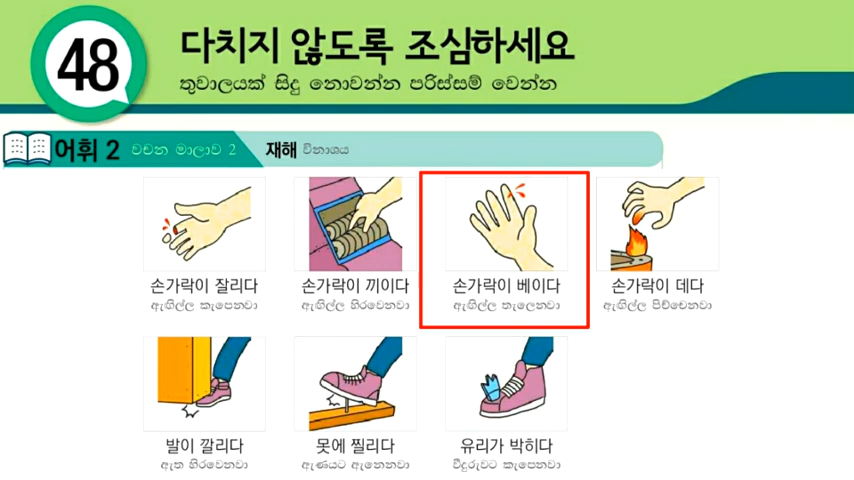 48
다치지 않도록 조심하세요
තුවාලයක් සිදු නොවන්න පරිස්සම් වෙන්න
어휘 2 වචන මාලාව 2 재해 විනාශය
손가락이 잘리다 손가락이 끼이다 손가락이 베이다 손가락이 데다
ඇඟිල්ල කැපෙනවා ඇඟිල්ල හිරවෙනවා ඇඟිල්ල තැලෙනවා ඇඟිල්ල පිච්චෙනවා
발이 깔리다 못에 찔리다 유리가 박히다
ඇත හිරවෙනවා ඇණයට ඇනෙනවා වීදුරුවට කැපෙනවා